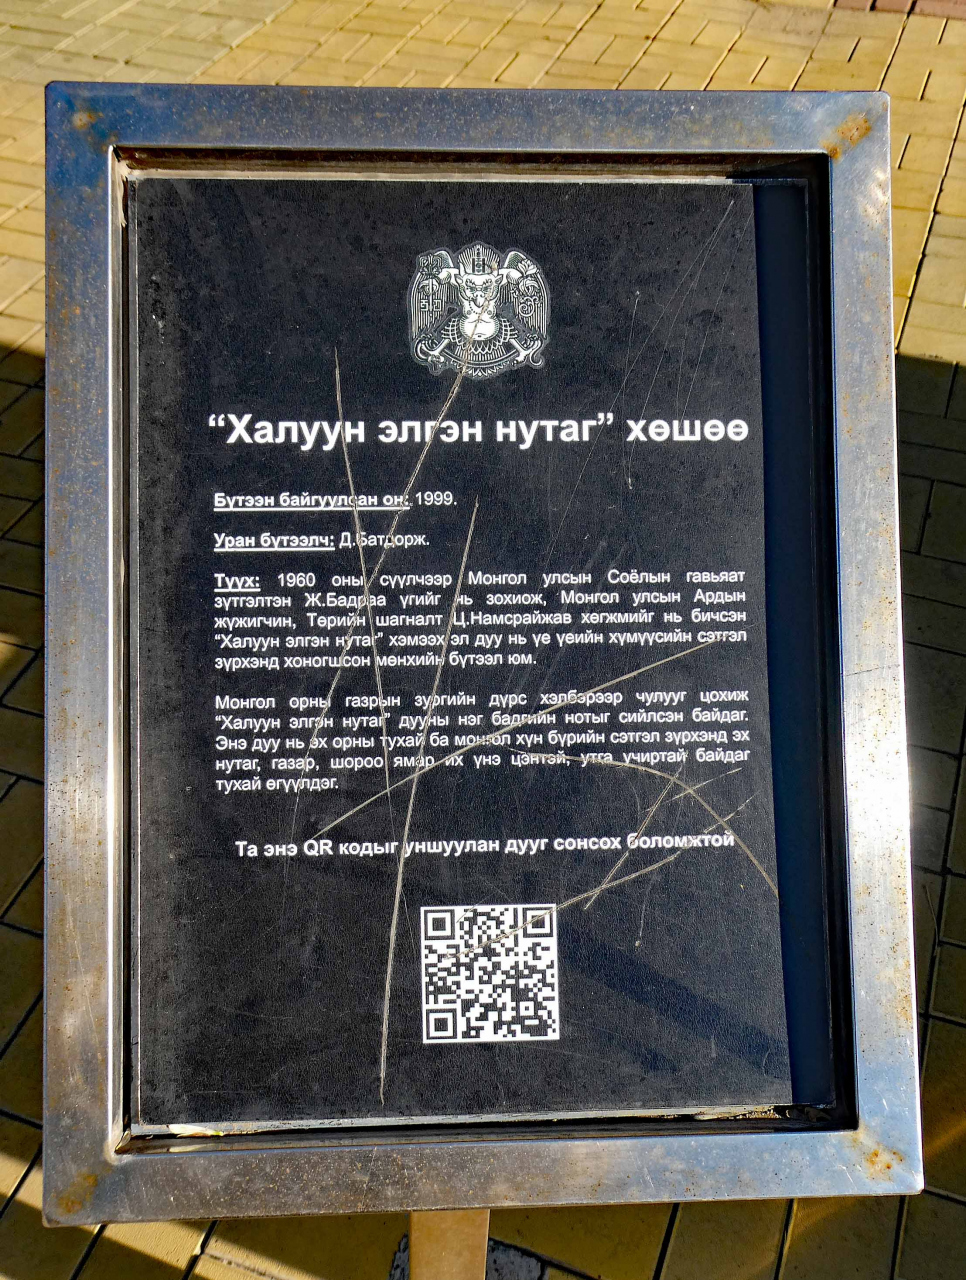 “Халуун элгэн нутаг” хөшөө
Бүтээн байгуулсан он: 1999.
Уран бүтээлч: Д.Батдорж.
Түүх: 1960 оны сүүлчээр Монгол улсын Соёлын гавьяат
зүтгэлтэн Ж.Бадраа үгийг нь зохиож, Монгол улсын Ардын
жүжигчин, Төрийн шагналт Ц.Намсрайжав хөгжмийг нь бичсэн
“Халуун элгэн нутаг” хэмээх эл дуу нь үе үеийн хүмүүсийн сэтгэл
зүрхэнд хоногшсон мөнхийн бүтээл юм.
Монгол орны газрын зургийн дүрс хэлбэрээр чулууг цохиж
“Халуун элгэн нутаг” дууны нэг бадгийн нотыг сийлсэн байдаг.
Энэ дуу нь эх орны тухай ба монгол хүн бүрийн сэтгэл зүрхэнд эх
нутаг, газар, шороо ямар их үнэ цэнтэй, утга учиртай байдаг
тухай өгүүлдэг.
Та энэ QR кодыг уншуулан дууг сонсох боломжтой